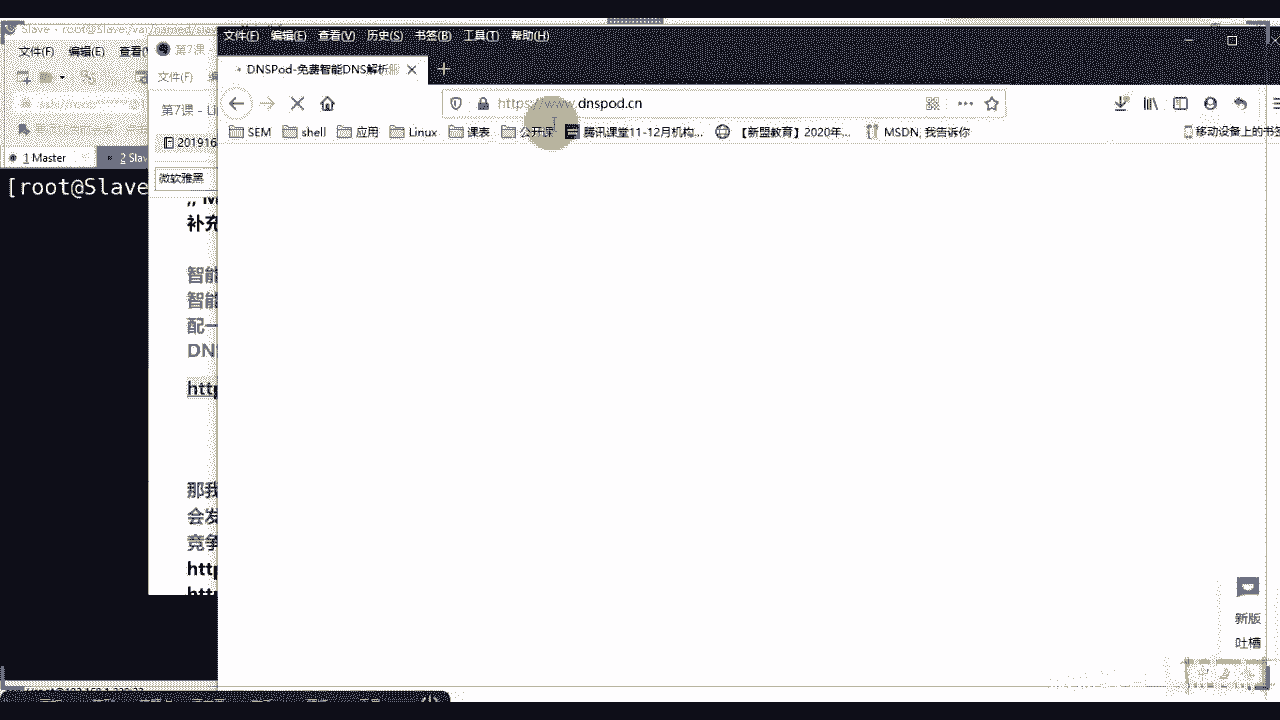 Slave - root@Slave:/var/named/slav
文件(F) 编辑(E) 查看(V)
1 Master
2 Slav
[root@Slave
第7课 -
文件(F) 编
第7课 - Li
201916
微软雅黑
补充
智能
智能
配一
DNS
http
那我
会发
竞争
http
http
文件(F) 编辑(E) 查看(V) 历史(S) 书签(B) 工具(T) 帮助(H)
DNSPod-免费智能DNS解析服
https://www.dnspod.cn
SEM shell 应用 Linux 课表 公开课 腾讯课堂11-12月机构... 【新盟教育】2020年... MSDN, 我告诉你 移动设备上的书签
新版
吐槽